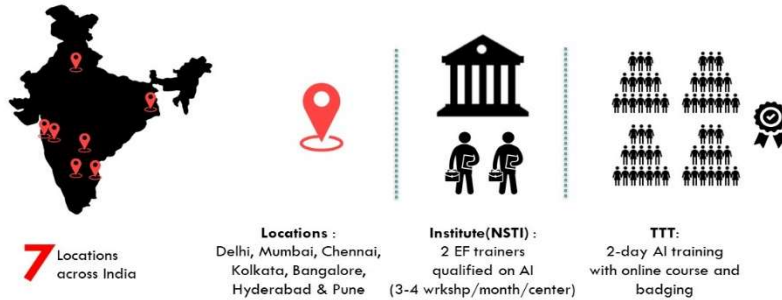 7 Locations
across India
Locations :
Delhi, Mumbai, Chennai,
Kolkata, Bangalore,
Hyderabad & Pune
Institute(NSTI) :
2 EF trainers
qualified on AI
(3-4 wrkshp/month/center)
TTT:
2-day AI training
with online course and
badging